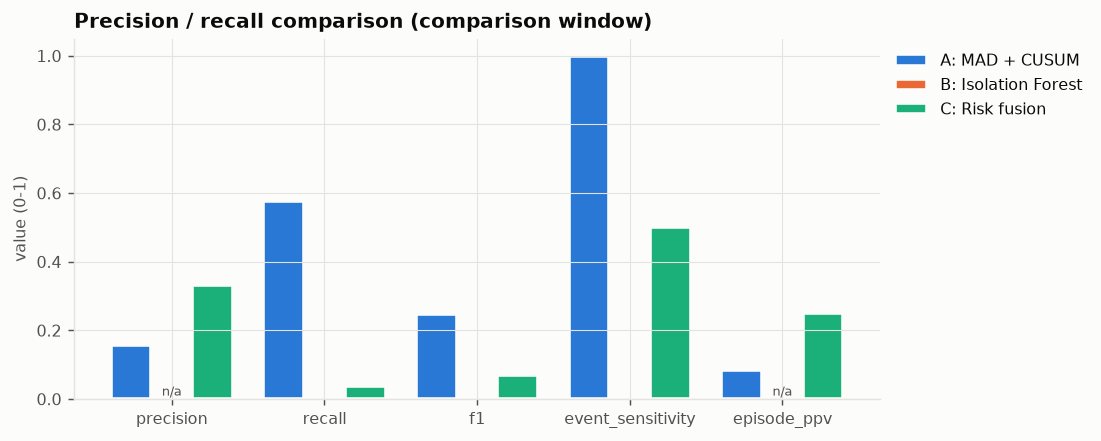 Precision / recall comparison (comparison window)
A: MAD + CUSUM
B: Isolation Forest
C: Risk fusion
value (0-1)
1.0
0.8
0.6
0.4
0.2
0.0
n/a
n/a
precision
recall
f1
event_sensitivity
episode_ppv